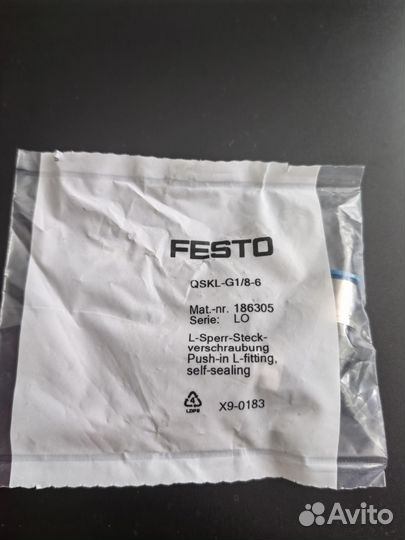 FESTO
QSKL-G1/8-6
Mat.-nr. 186305
Serie: LO
L-Sperr-Steck-
verschraubung
Push-in L-fitting,
self-sealing
4
LDPE
X9-0183
Avito